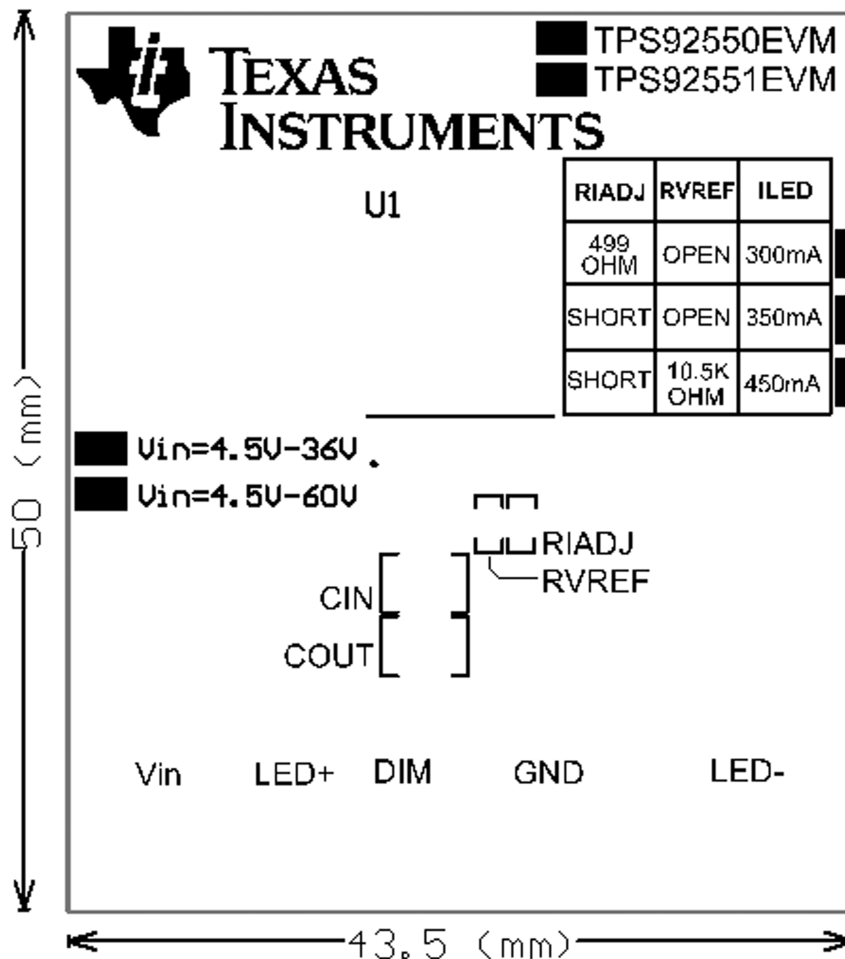 TPS92550EVM
TPS92551EVM
TEXAS
INSTRUMENTS
U1
RIADJ RVREF ILED
499 OHM OPEN 300mA
SHORT OPEN 350mA
SHORT 10.5K OHM 450mA
Vin=4.5V-36V
Vin=4.5V-60V
RIADJ
RVREF
CIN
COUT
Vin LED+ DIM GND LED-
50 (mm)
43.5 (mm)